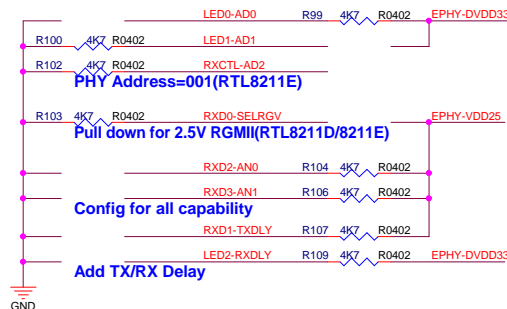 LED0-AD0 R99 4K7 R0402 EPHY-DVDD33
R100 4K7 R0402 LED1-AD1
R102 4K7 R0402 RXCTL-AD2
PHY Address=001(RTL8211E)
R103 4K7 R0402 RXD0-SELRGV EPHY-VDD25
Pull down for 2.5V RGMII(RTL8211D/8211E)
RXD2-AN0 R104 4K7 R0402
RXD3-AN1 R106 4K7 R0402
Config for all capability
RXD1-TXDLY R107 4K7 R0402
LED2-RXDLY R109 4K7 R0402 EPHY-DVDD33
Add TX/RX Delay
GND